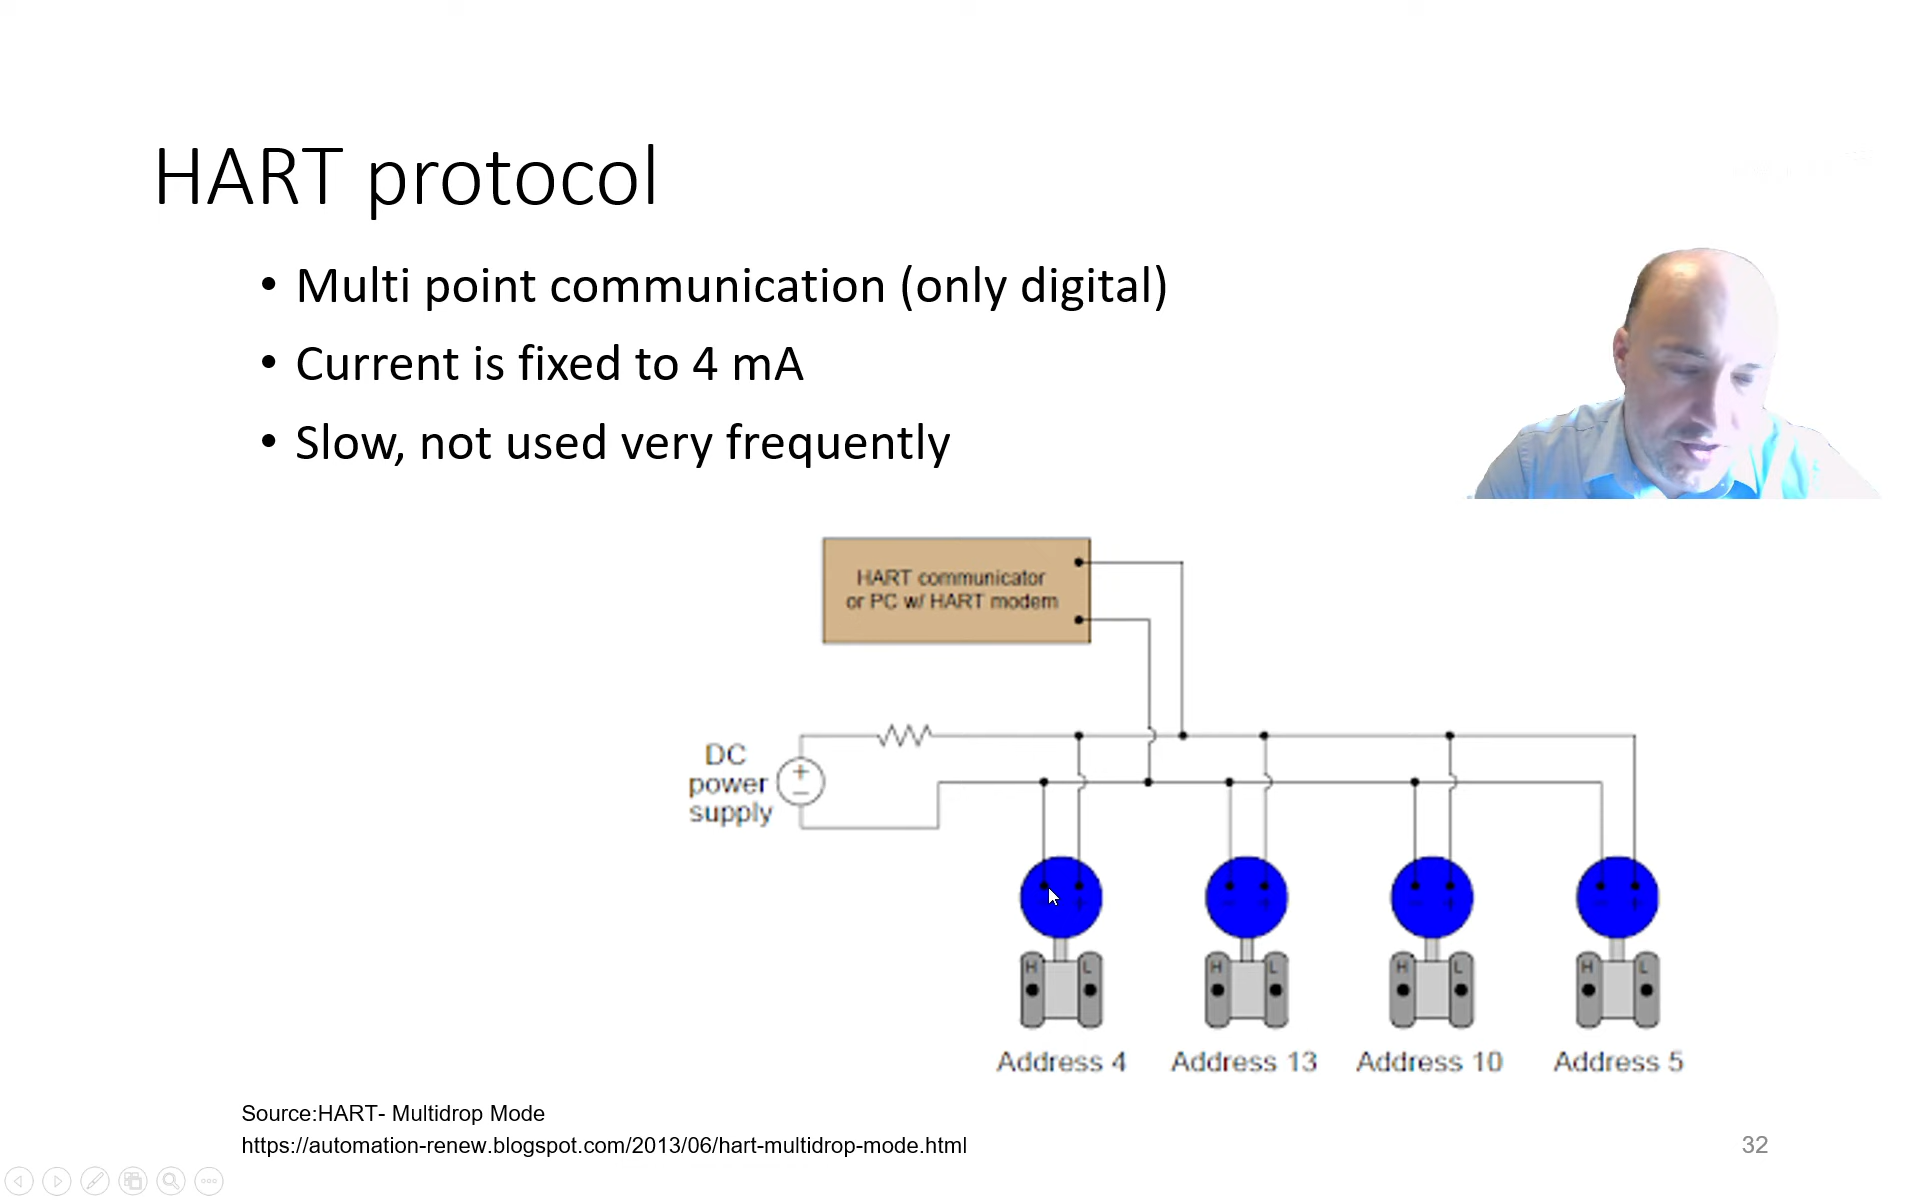 HART protocol
• Multi point communication (only digital)
• Current is fixed to 4 mA
• Slow, not used very frequently
HART communicator
or PC w/ HART modem
DC
power
supply
+
−
- +
- +
- +
H L
H L
H L
H L
Address 4
Address 13
Address 10
Address 5
Source:HART- Multidrop Mode
https://automation-renew.blogspot.com/2013/06/hart-multidrop-mode.html
32